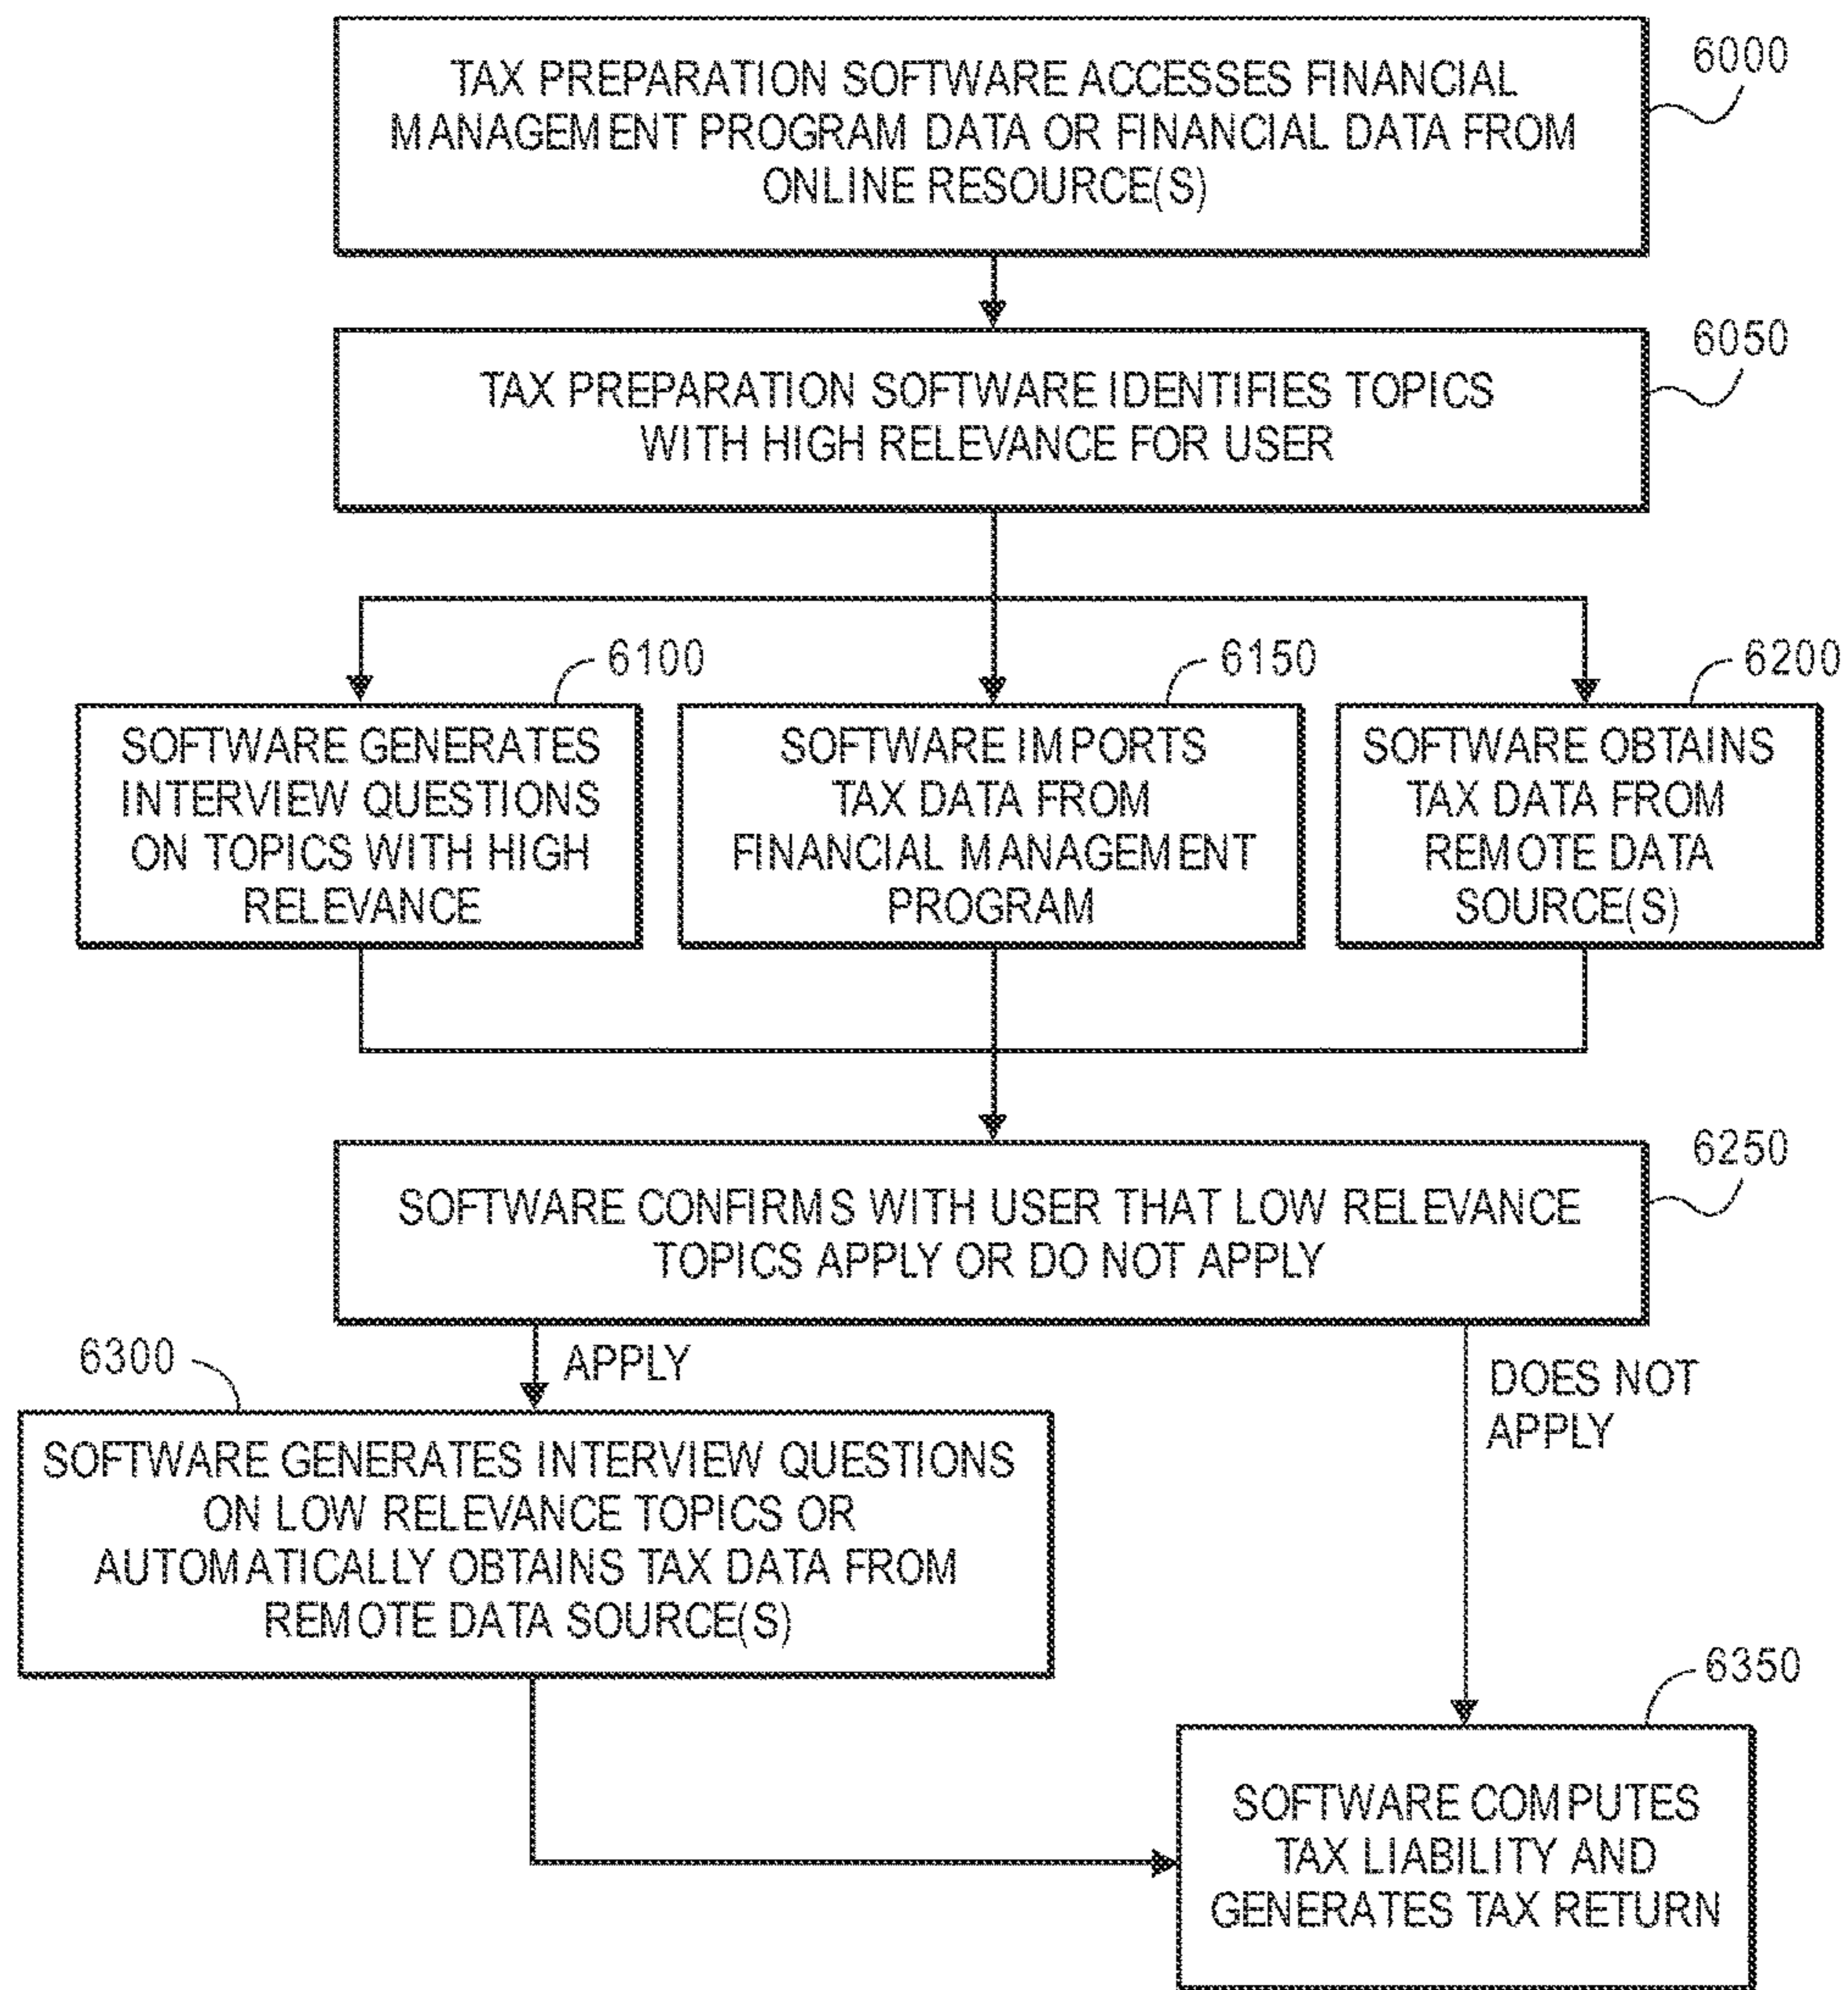 TAX PREPARATION SOFTWARE ACCESSES FINANCIAL
MANAGEMENT PROGRAM DATA OR FINANCIAL DATA FROM
ONLINE RESOURCE(S)
6000
TAX PREPARATION SOFTWARE IDENTIFIES TOPICS
WITH HIGH RELEVANCE FOR USER
6050
6100
SOFTWARE GENERATES
INTERVIEW QUESTIONS
ON TOPICS WITH HIGH
RELEVANCE
6150
SOFTWARE IMPORTS
TAX DATA FROM
FINANCIAL MANAGEMENT
PROGRAM
6200
SOFTWARE OBTAINS
TAX DATA FROM
REMOTE DATA
SOURCE(S)
6250
SOFTWARE CONFIRMS WITH USER THAT LOW RELEVANCE
TOPICS APPLY OR DO NOT APPLY
APPLY
DOES NOT
APPLY
6300
SOFTWARE GENERATES INTERVIEW QUESTIONS
ON LOW RELEVANCE TOPICS OR
AUTOMATICALLY OBTAINS TAX DATA FROM
REMOTE DATA SOURCE(S)
6350
SOFTWARE COMPUTES
TAX LIABILITY AND
GENERATES TAX RETURN